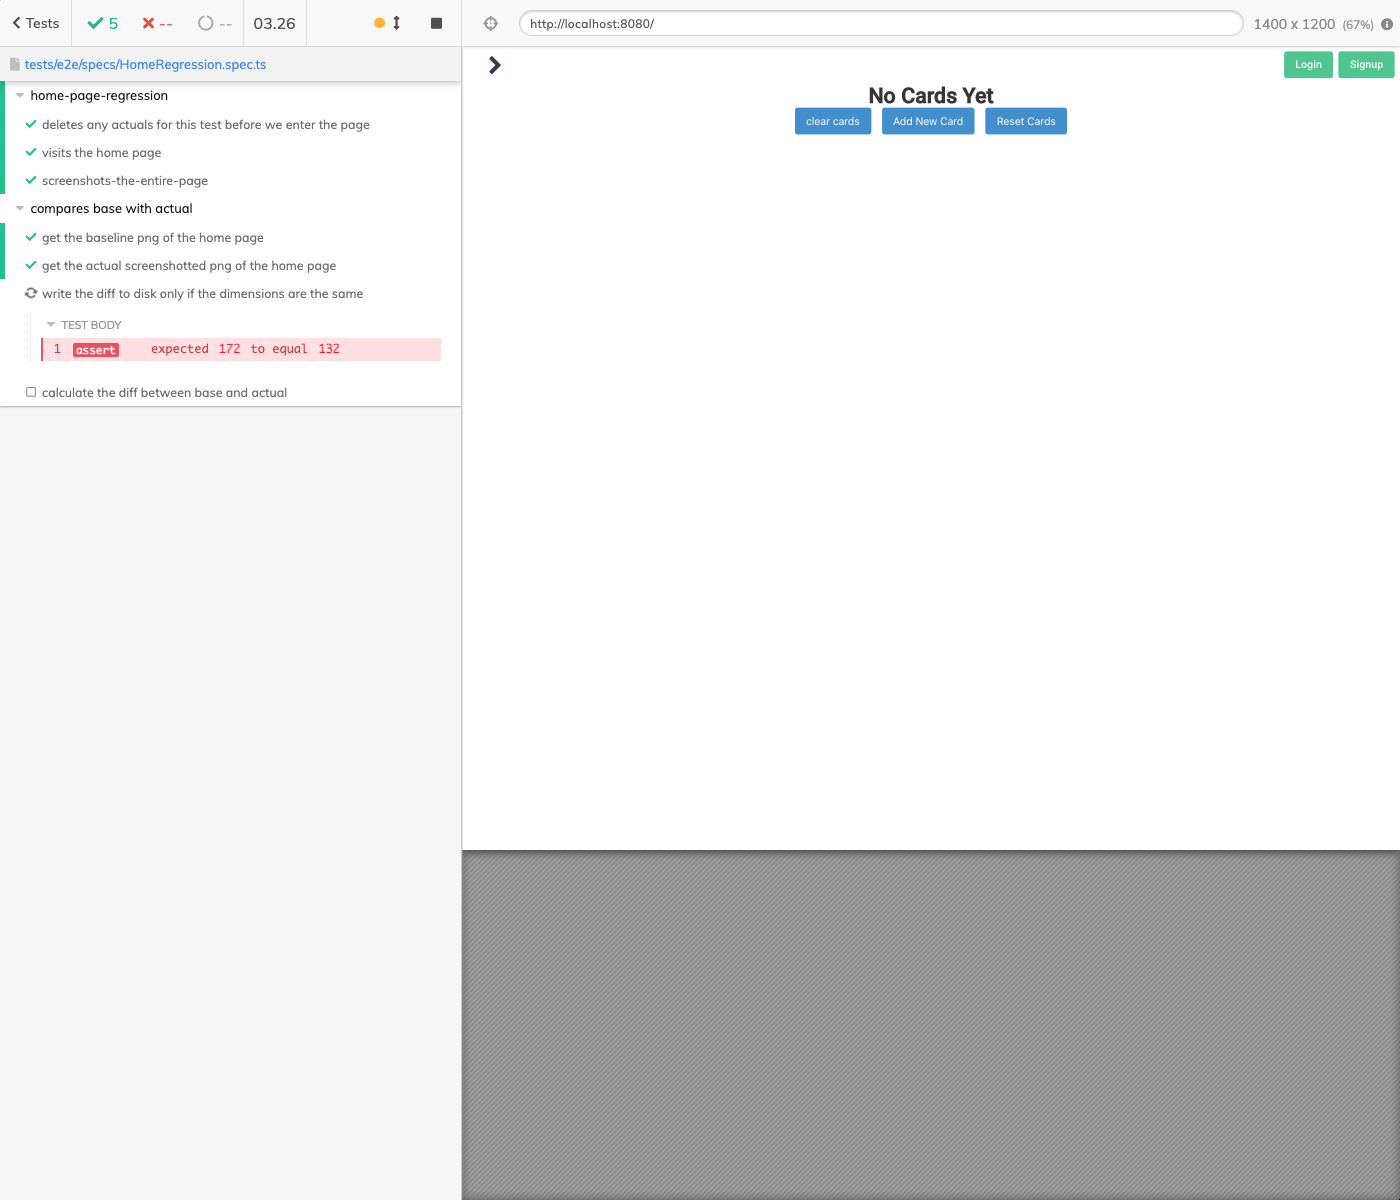 Tests 5 -- -- 03.26
tests/e2e/specs/HomeRegression.spec.ts
home-page-regression
deletes any actuals for this test before we enter the page
visits the home page
screenshots-the-entire-page
compares base with actual
get the baseline png of the home page
get the actual screenshotted png of the home page
write the diff to disk only if the dimensions are the same
TEST BODY
1 assert expected 172 to equal 132
calculate the diff between base and actual
http://localhost:8080/ 1400 x 1200 (67%)
Login Signup
No Cards Yet
clear cards Add New Card Reset Cards